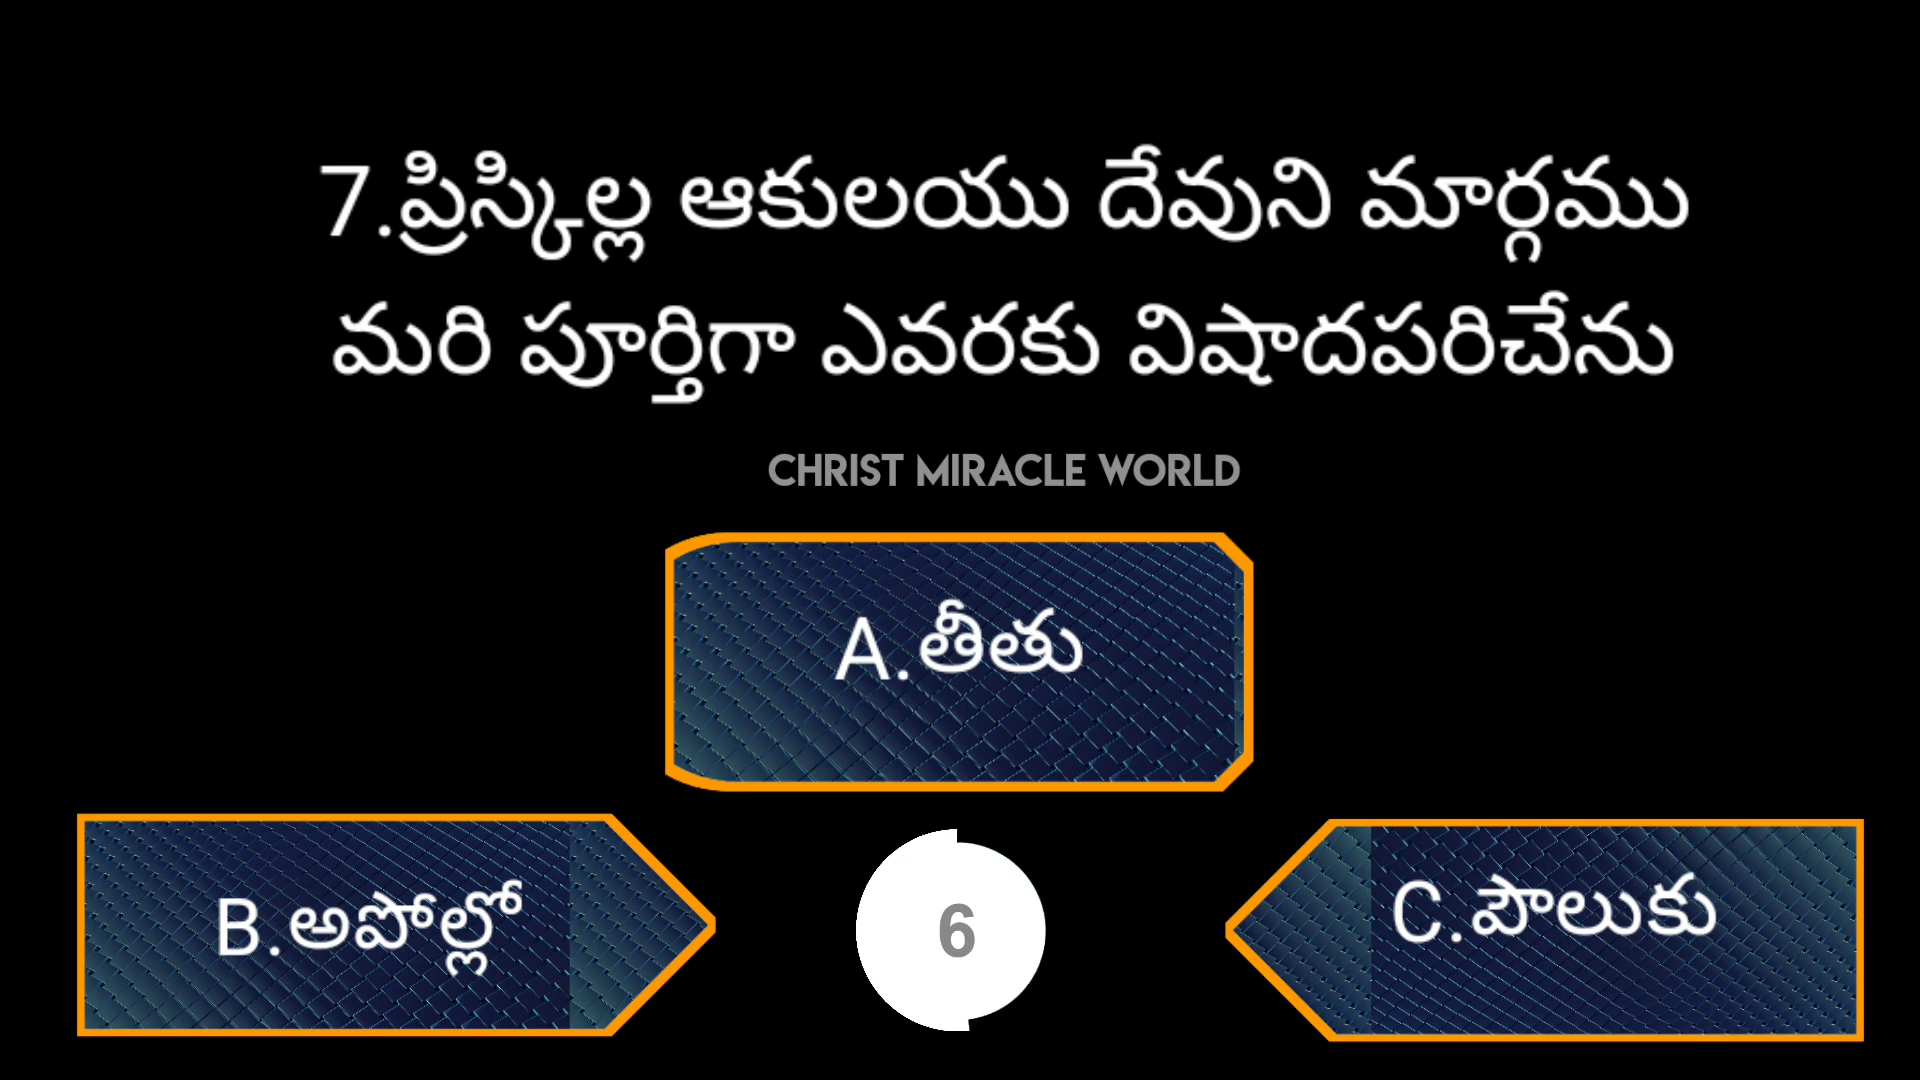 7.ప్రిస్కిల్ల ఆకులయు దేవుని మార్గము
మరి పూర్తిగా ఎవరకు విషాదపరిచేను
CHRIST MIRACLE WORLD
A.తీతు
B.అపోల్లో
6
C.పౌలుకు